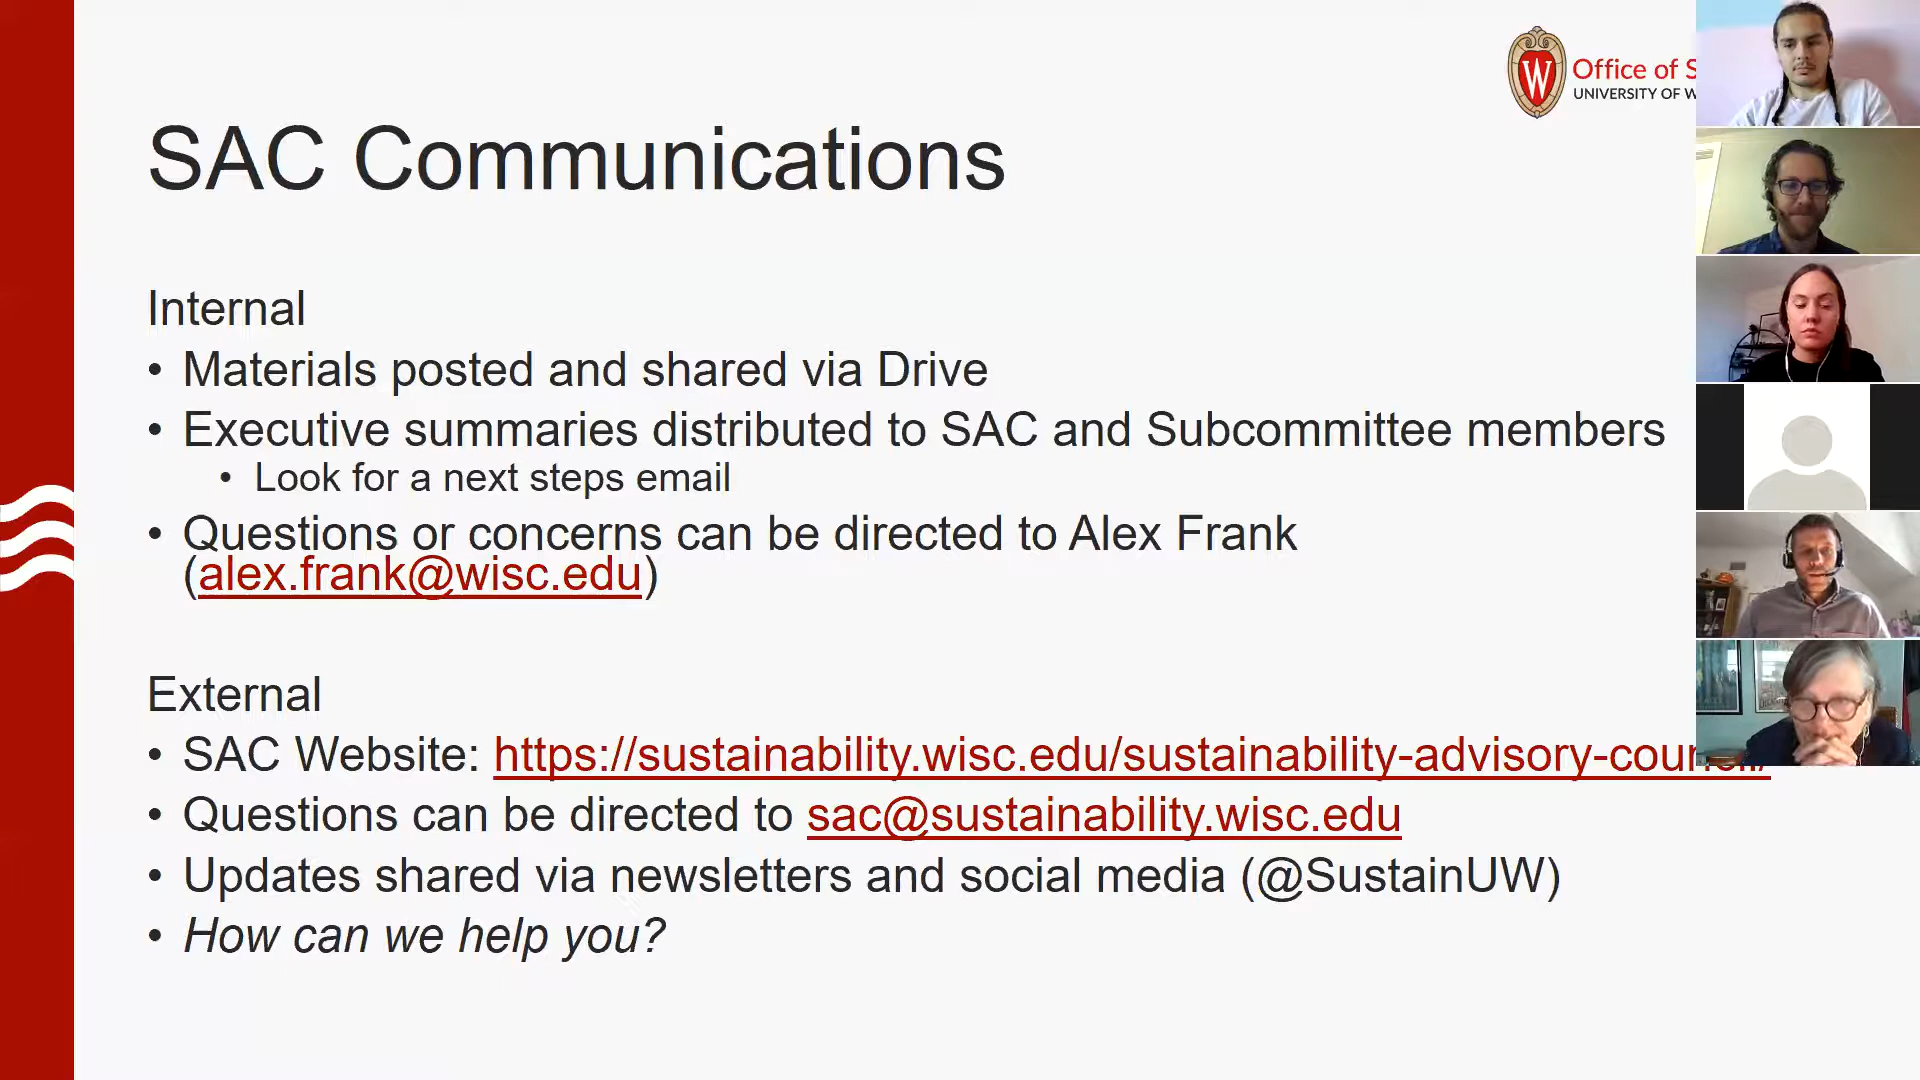 Office of
UNIVERSITY OF
SAC Communications
Internal
• Materials posted and shared via Drive
• Executive summaries distributed to SAC and Subcommittee members
• Look for a next steps email
• Questions or concerns can be directed to Alex Frank
(alex.frank@wisc.edu)
External
• SAC Website: https://sustainability.wisc.edu/sustainability-advisory-council/
• Questions can be directed to sac@sustainability.wisc.edu
• Updates shared via newsletters and social media (@SustainUW)
• How can we help you?